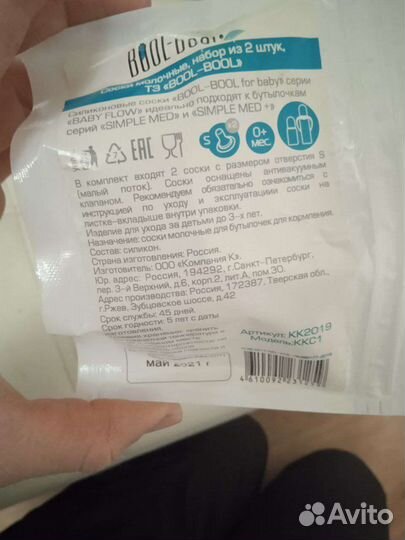 BOOL-BOOL
Соски молочные, набор из 2 штук,
ТЗ «BOOL-BOOL»
Силиконовые соски «BOOL-BOOL for baby» серии
«BABY FLOW» идеально подходят к бутылочкам
серий «SIMPLE MED» и «SIMPLE MED +»
S x2 0+ мес.
EAC
В комплект входят 2 соски с размером отверстия S
(малый поток). Соски оснащены антивакуумным
клапаном. Рекомендуем обязательно ознакомиться с
инструкцией по уходу и эксплуатации соски на
листке-вкладыше внутри упаковки.
Изделие для ухода за детьми до 3-х лет.
Назначение: соски молочные для бутылочек для кормления.
Состав: силикон.
Страна изготовления: Россия.
Изготовитель: ООО «Компания К».
Юр. адрес: Россия, 194292, г.Санкт-Петербург,
пер. 3-й Верхний, д.6, корп.2, лит.А, пом.30.
Адрес производства: Россия, 172387, Тверская обл.,
г.Ржев, Зубцовское шоссе, д.42
Срок службы: 45 дней.
Срок годности: 5 лет с даты
изготовления.
Артикул: KK2019
Модель: KKC1
май 2021 г
Avito